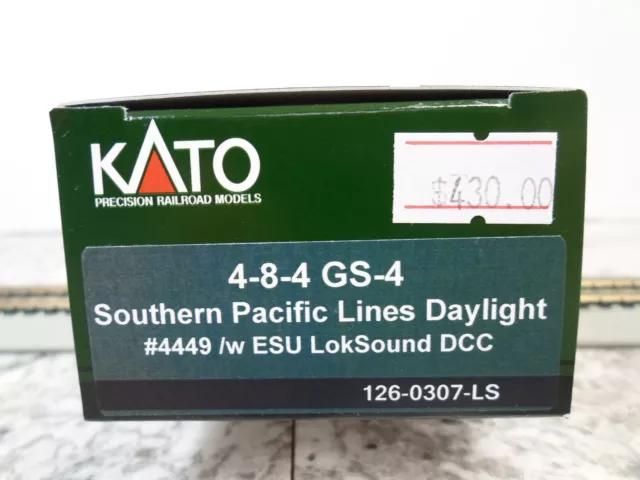 KATO
PRECISION RAILROAD MODELS
$430.00
4-8-4 GS-4
Southern Pacific Lines Daylight
#4449 /w ESU LokSound DCC
126-0307-LS